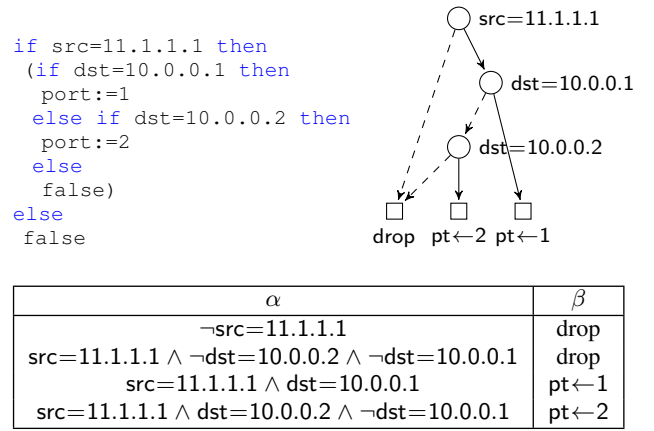 if src=11.1.1.1 then
(if dst=10.0.0.1 then
port:=1
else if dst=10.0.0.2 then
port:=2
else
false)
else
false
src=11.1.1.1
dst=10.0.0.1
dst=10.0.0.2
drop pt←2 pt←1
α β
¬src=11.1.1.1 drop
src=11.1.1.1 ∧ ¬dst=10.0.0.2 ∧ ¬dst=10.0.0.1 drop
src=11.1.1.1 ∧ dst=10.0.0.1 pt←1
src=11.1.1.1 ∧ dst=10.0.0.2 ∧ ¬dst=10.0.0.1 pt←2